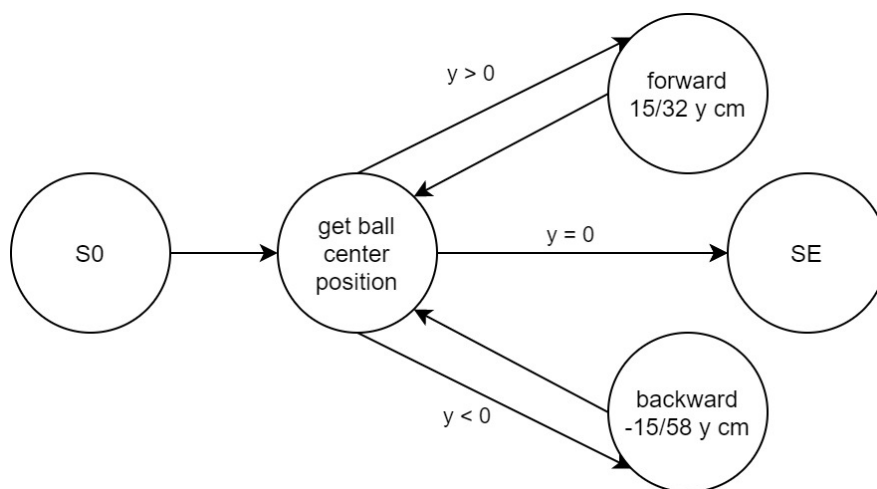 S0
get ball
center
position
y > 0
forward
15/32 y cm
y = 0
SE
y < 0
backward
-15/58 y cm